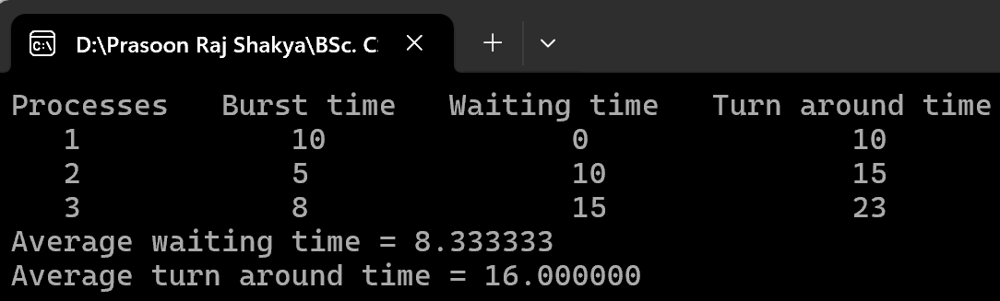 D:\Prasoon Raj Shakya\BSc. C
Processes Burst time Waiting time Turn around time
1 10 0 10
2 5 10 15
3 8 15 23
Average waiting time = 8.333333
Average turn around time = 16.000000